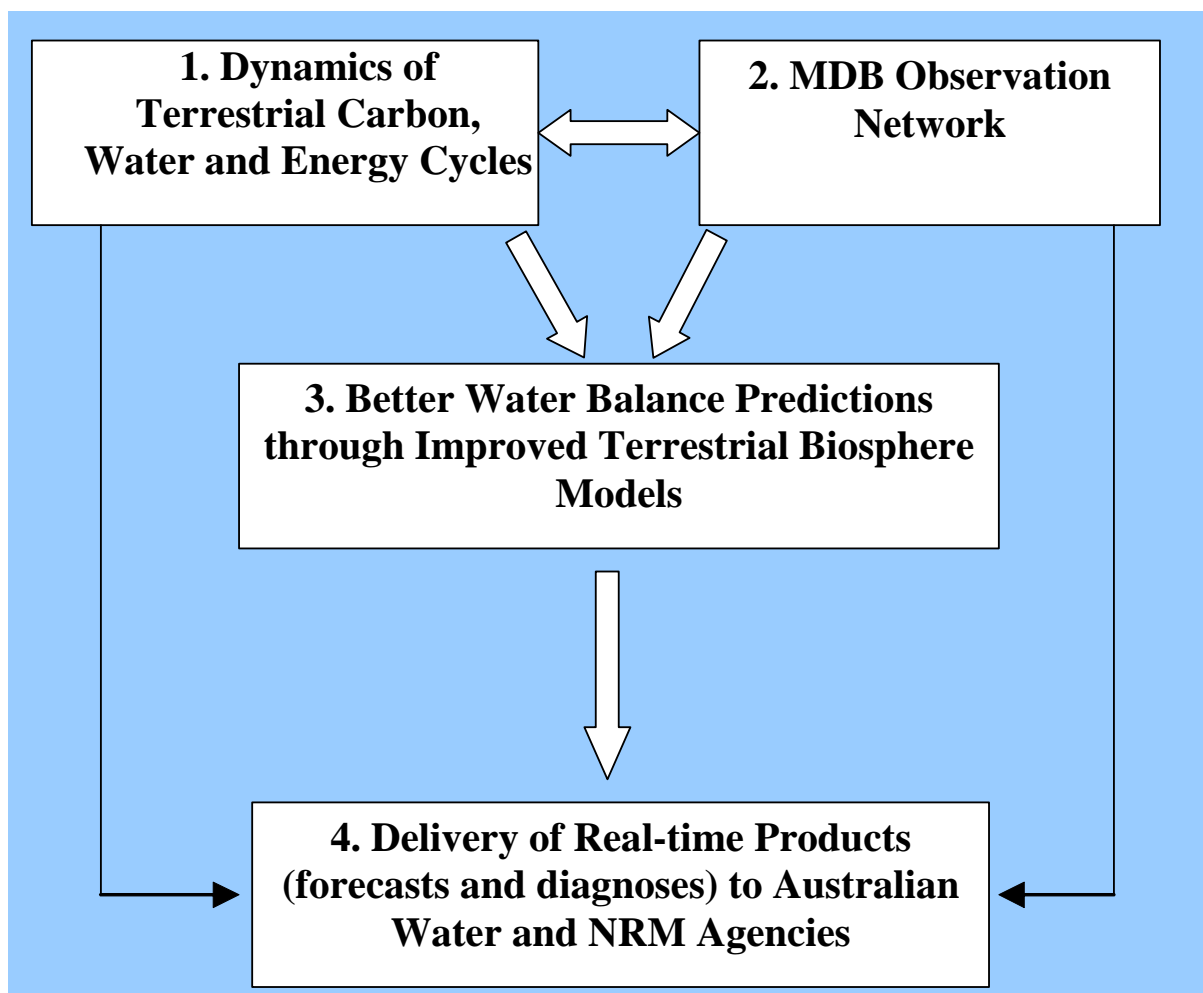 1. Dynamics of
Terrestrial Carbon,
Water and Energy Cycles
2. MDB Observation
Network
3. Better Water Balance Predictions
through Improved Terrestrial Biosphere
Models
4. Delivery of Real-time Products
(forecasts and diagnoses) to Australian
Water and NRM Agencies